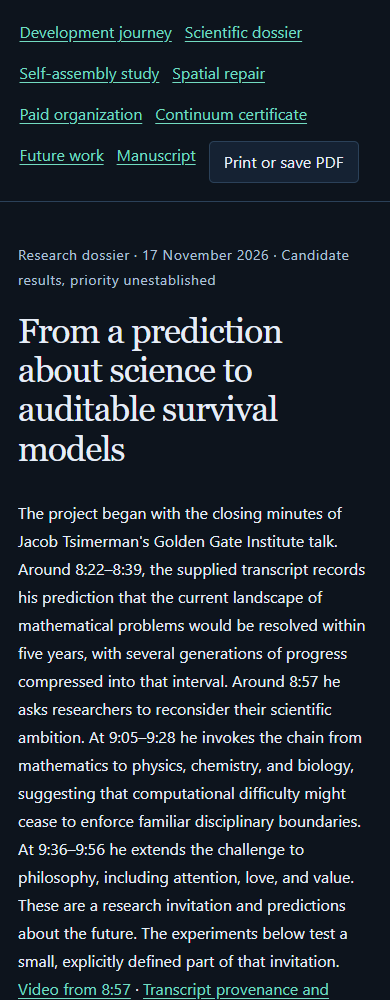 Development journey Scientific dossier
Self-assembly study Spatial repair
Paid organization Continuum certificate
Future work Manuscript Print or save PDF
Research dossier · 17 November 2026 · Candidate
results, priority unestablished
From a prediction
about science to
auditable survival
models
The project began with the closing minutes of
Jacob Tsimerman's Golden Gate Institute talk.
Around 8:22–8:39, the supplied transcript records
his prediction that the current landscape of
mathematical problems would be resolved within
five years, with several generations of progress
compressed into that interval. Around 8:57 he
asks researchers to reconsider their scientific
ambition. At 9:05–9:28 he invokes the chain from
mathematics to physics, chemistry, and biology,
suggesting that computational difficulty might
cease to enforce familiar disciplinary boundaries.
At 9:36–9:56 he extends the challenge to
philosophy, including attention, love, and value.
These are a research invitation and predictions
about the future. The experiments below test a
small, explicitly defined part of that invitation.
Video from 8:57 · Transcript provenance and